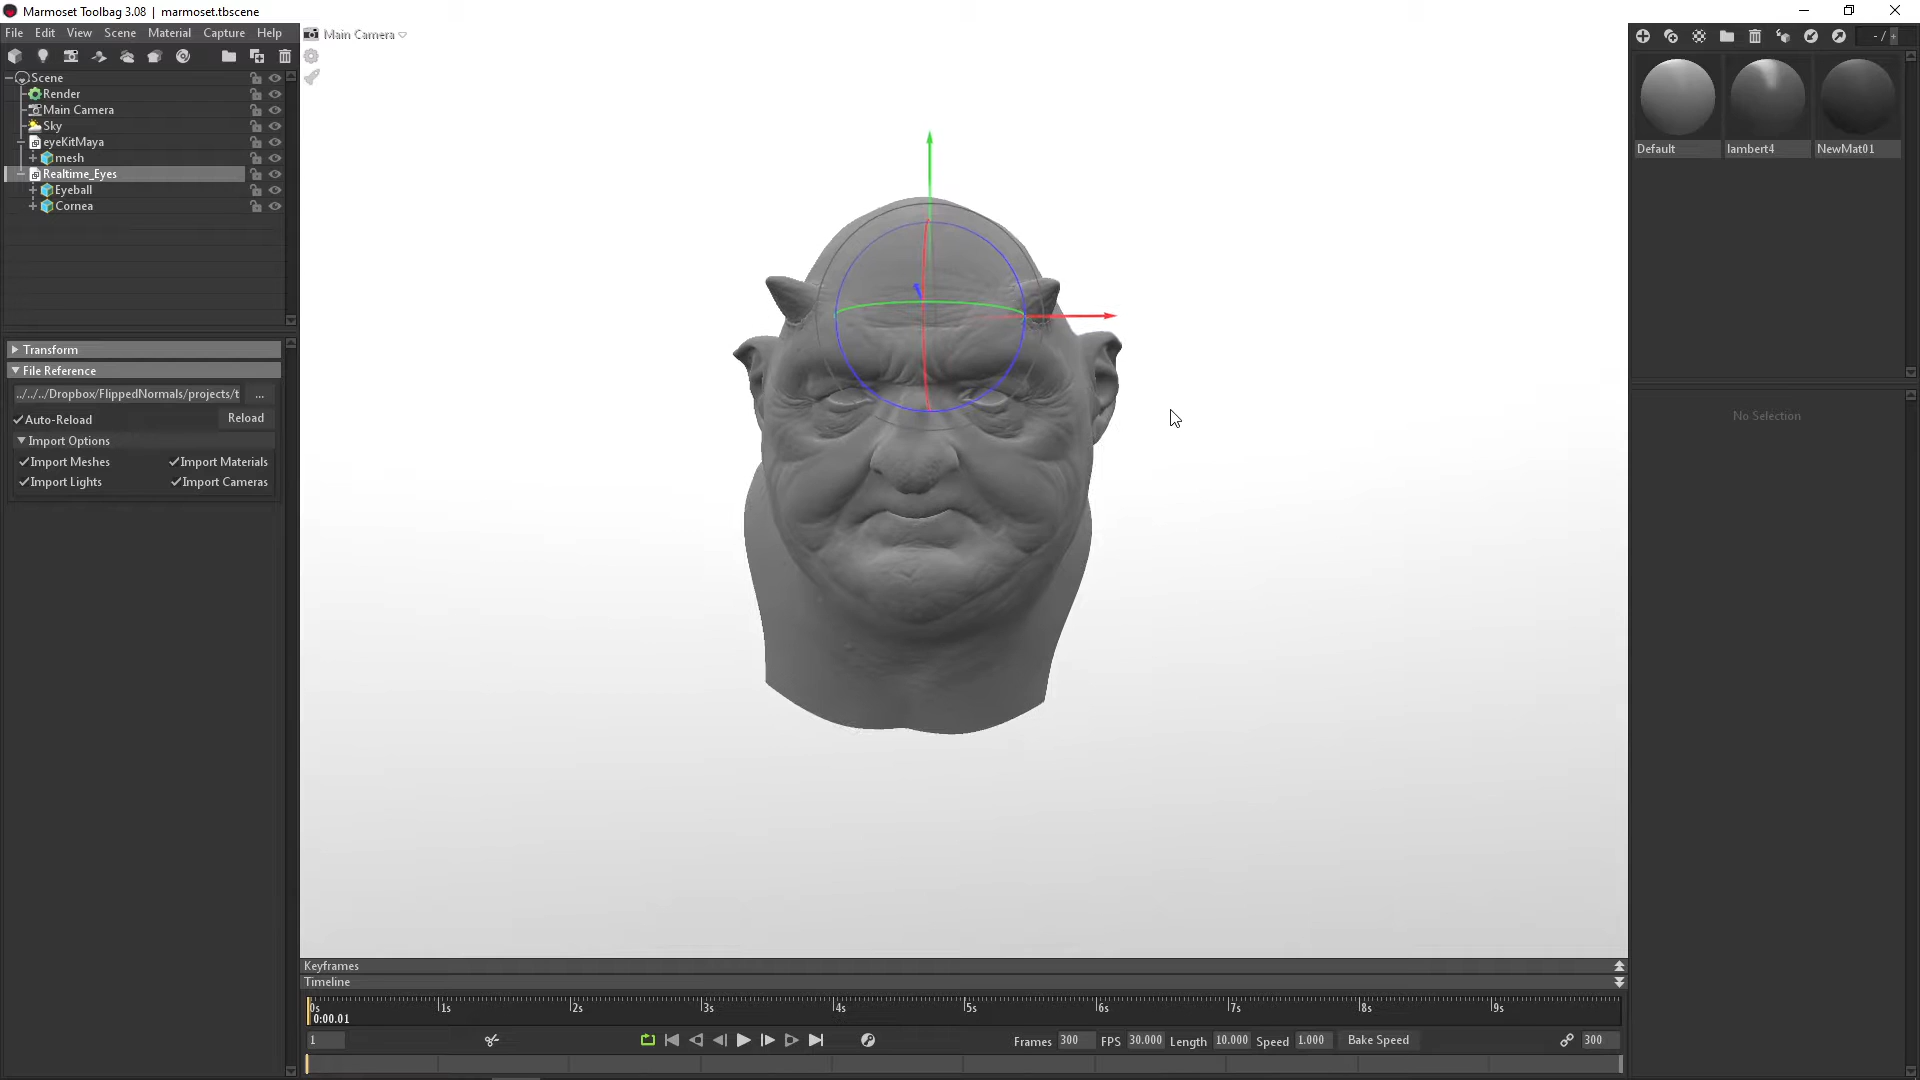 Marmoset Toolbag 3.08 | marmoset.tbscene
File Edit View Scene Material Capture Help
Main Camera
- / +
Scene
Render
Main Camera
Sky
eyeKitMaya
mesh
Realtime_Eyes
Eyeball
Cornea
Default lambert4 NewMat01
Transform
File Reference
../../../Dropbox/FlippedNormals/projects/t ...
Auto-Reload Reload
Import Options
Import Meshes Import Materials
Import Lights Import Cameras
No Selection
Keyframes
Timeline
0s 1s 2s 3s 4s 5s 6s 7s 8s 9s
0:00.01
1 Frames 300 FPS 30.000 Length 10.000 Speed 1.000 Bake Speed 300